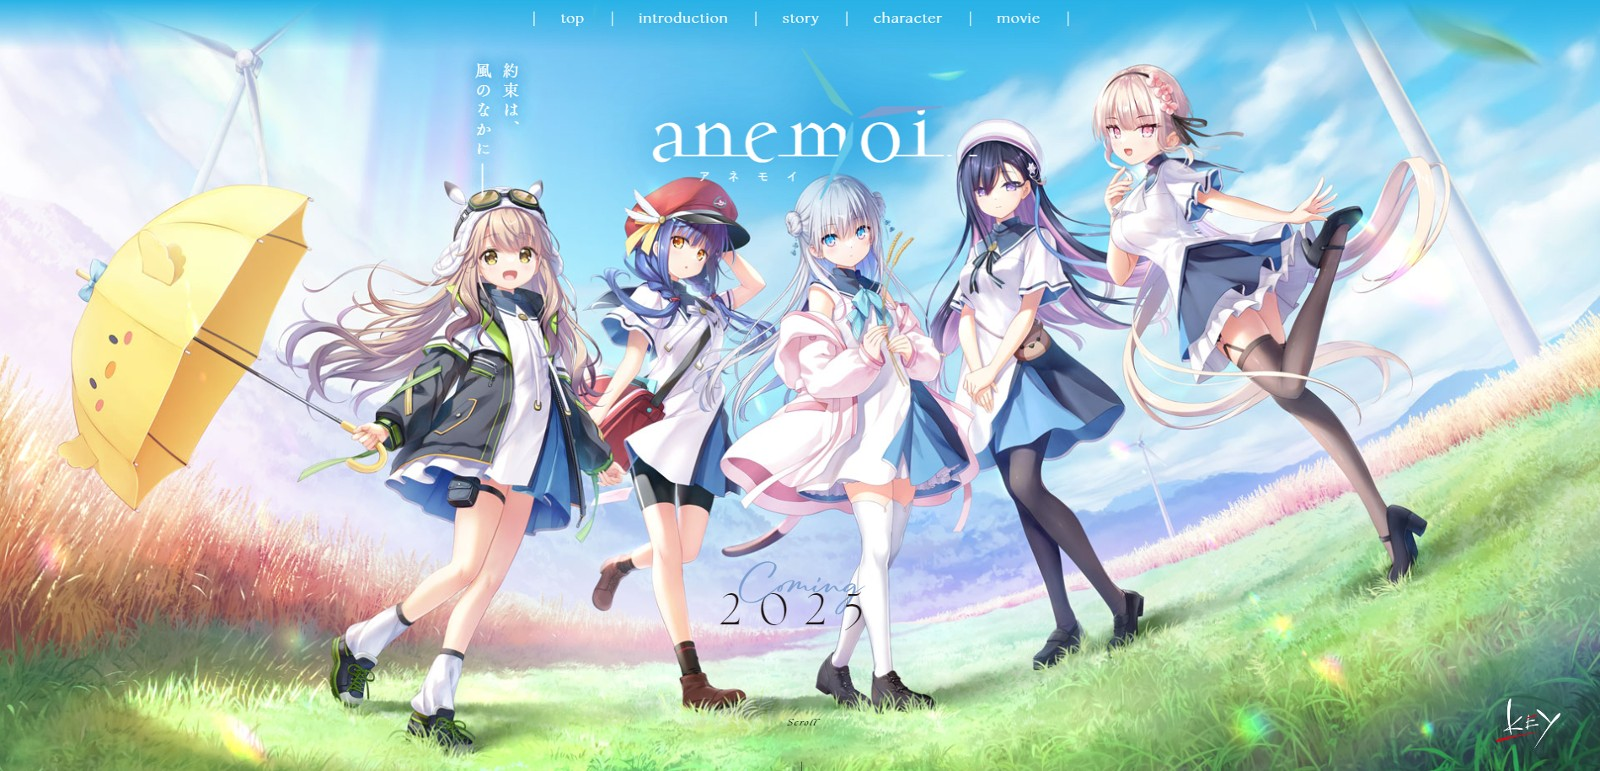 top
introduction
story
character
movie
約束は、
風のなかに──
anemoi
アネモイ
Coming
2025
Scroll
Key